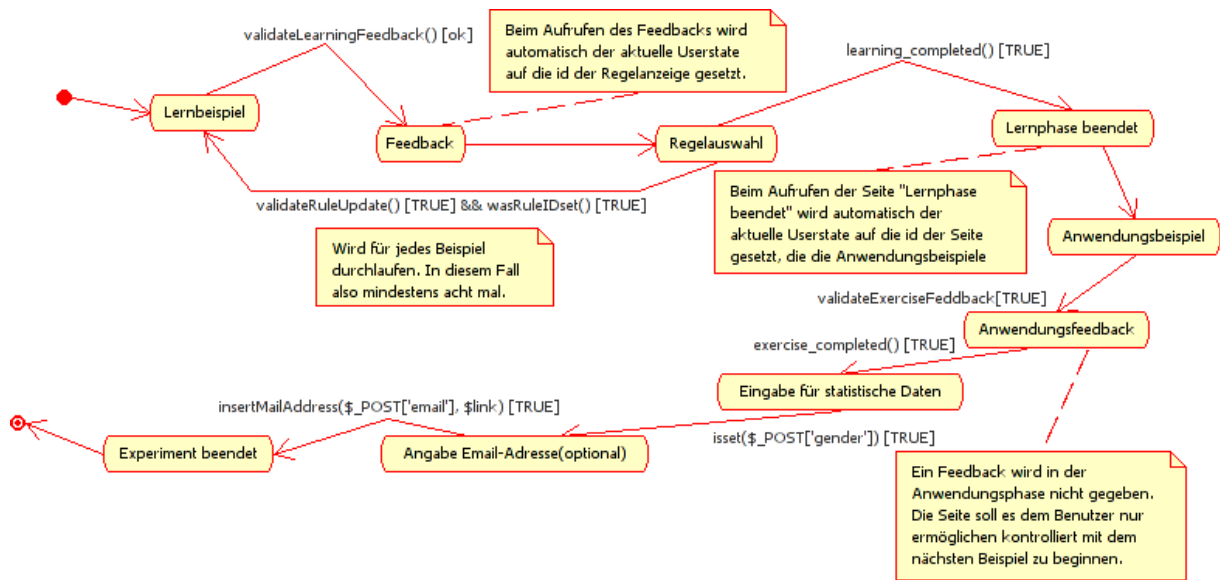 validateLearningFeedback() [ok]
Beim Aufrufen des Feedbacks wird
automatisch der aktuelle Userstate
auf die id der Regelanzeige gesetzt.
learning_completed() [TRUE]
Lernbeispiel
Feedback
Regelauswahl
Lernphase beendet
validateRuleUpdate() [TRUE] && wasRuleIDset() [TRUE]
Beim Aufrufen der Seite "Lernphase
beendet" wird automatisch der
aktuelle Userstate auf die id der Seite
gesetzt, die die Anwendungsbeispiele
Anwendungsbeispiel
Wird für jedes Beispiel
durchlaufen. In diesem Fall
also mindestens acht mal.
validateExerciseFeddback[TRUE]
Anwendungsfeedback
exercise_completed() [TRUE]
Eingabe für statistische Daten
insertMailAddress($_POST['email'], $link) [TRUE]
isset($_POST['gender']) [TRUE]
Experiment beendet
Angabe Email-Adresse(optional)
Ein Feedback wird in der
Anwendungsphase nicht gegeben.
Die Seite soll es dem Benutzer nur
ermöglichen kontrolliert mit dem
nächsten Beispiel zu beginnen.